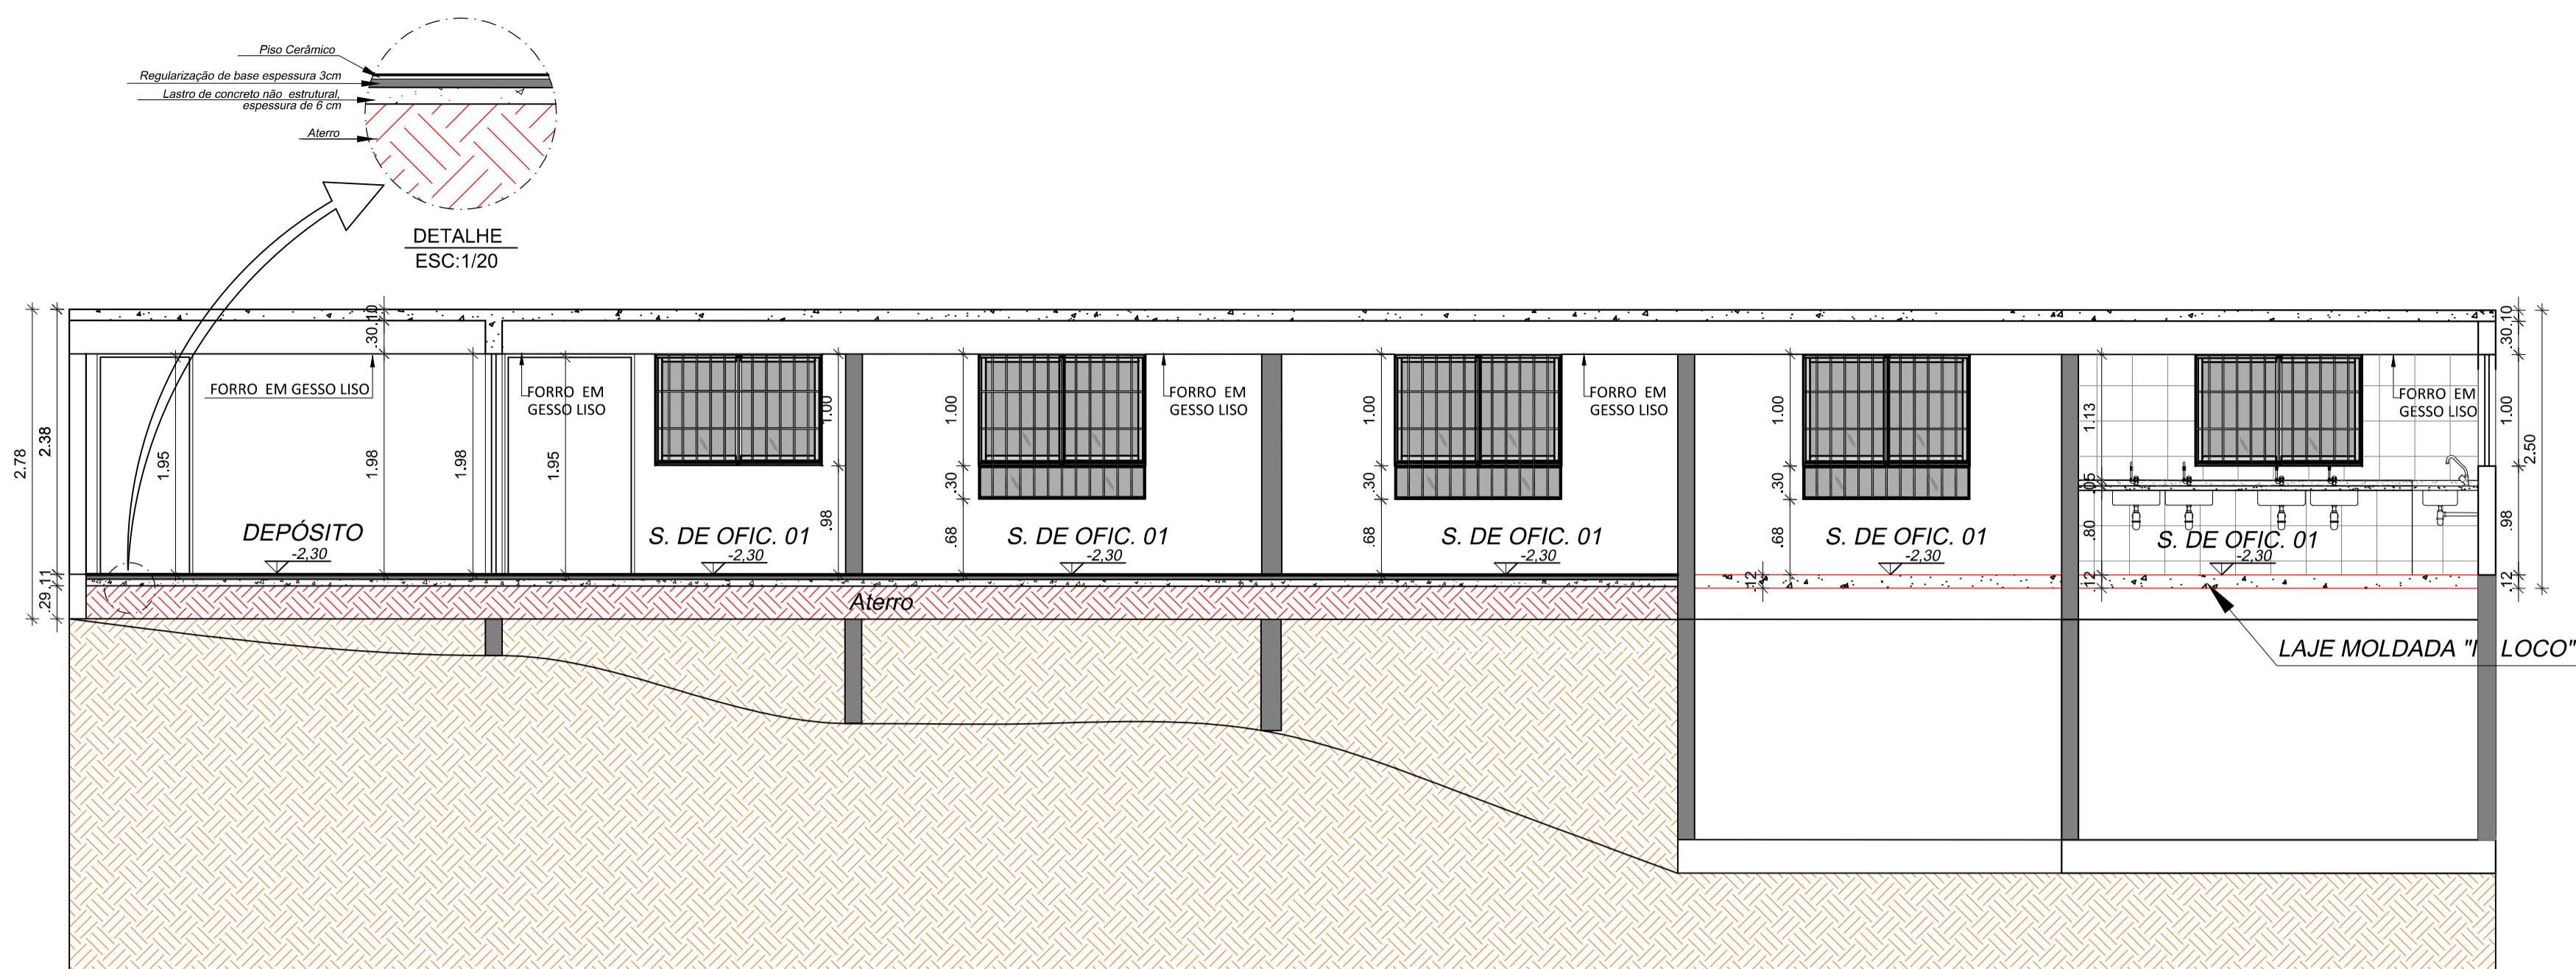 Piso Cerâmico
Regularização de base espessura 3cm
Lastro de concreto não estrutural,
espessura de 6 cm
Aterro
DETALHE
ESC:1/20
2.78
2.38
.29
.11
.30
.10
1.95
1.98
1.98
1.95
FORRO EM GESSO LISO
DEPÓSITO
-2,30
FORRO EM
GESSO LISO
1.00
.98
S. DE OFIC. 01
-2,30
1.00
.30
.68
FORRO EM
GESSO LISO
S. DE OFIC. 01
-2,30
1.00
.30
.68
FORRO EM
GESSO LISO
S. DE OFIC. 01
-2,30
1.00
.30
.68
.12
S. DE OFIC. 01
-2,30
1.13
.05
.80
.12
FORRO EM
GESSO LISO
S. DE OFIC. 01
-2,30
.30
.10
1.00
.98
.12
2.50
Aterro
LAJE MOLDADA "I LOCO"